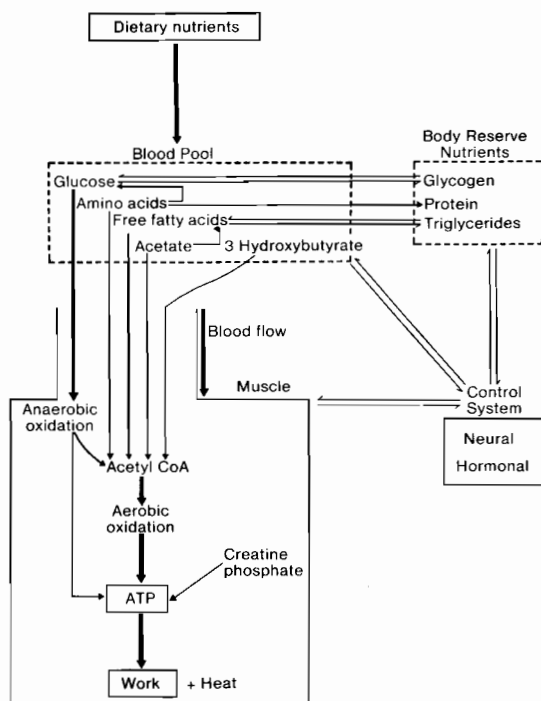 Dietary nutrients
Blood Pool
Body Reserve
Nutrients
Glucose
Glycogen
Amino acids
Protein
Free fatty acids
Triglycerides
Acetate
3 Hydroxybutyrate
Blood flow
Muscle
Control
System
Neural
Hormonal
Anaerobic
oxidation
Acetyl CoA
Aerobic
oxidation
Creatine
phosphate
ATP
Work + Heat